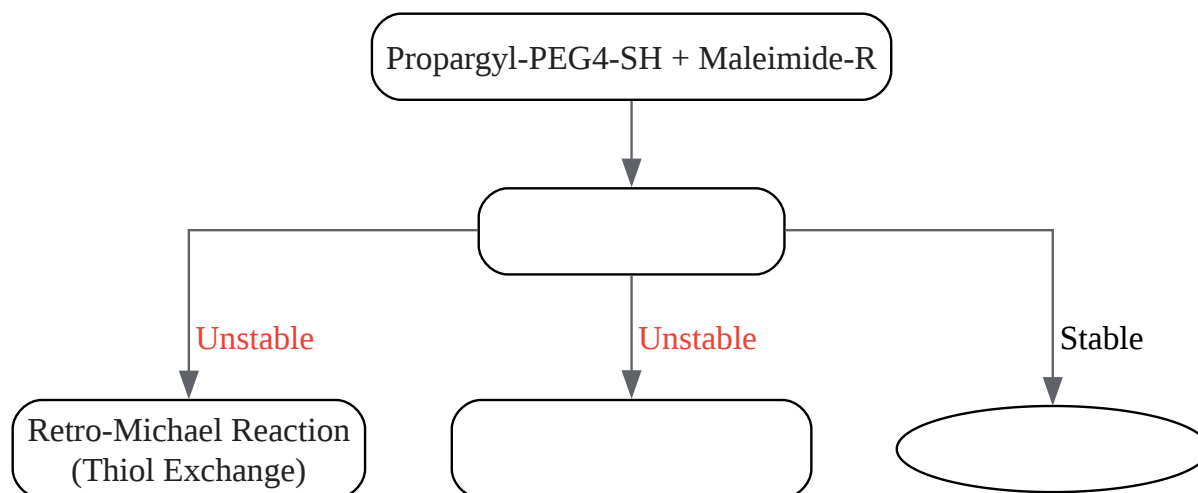 Propargyl-PEG4-SH + Maleimide-R
Unstable
Unstable
Stable
Retro-Michael Reaction
(Thiol Exchange)